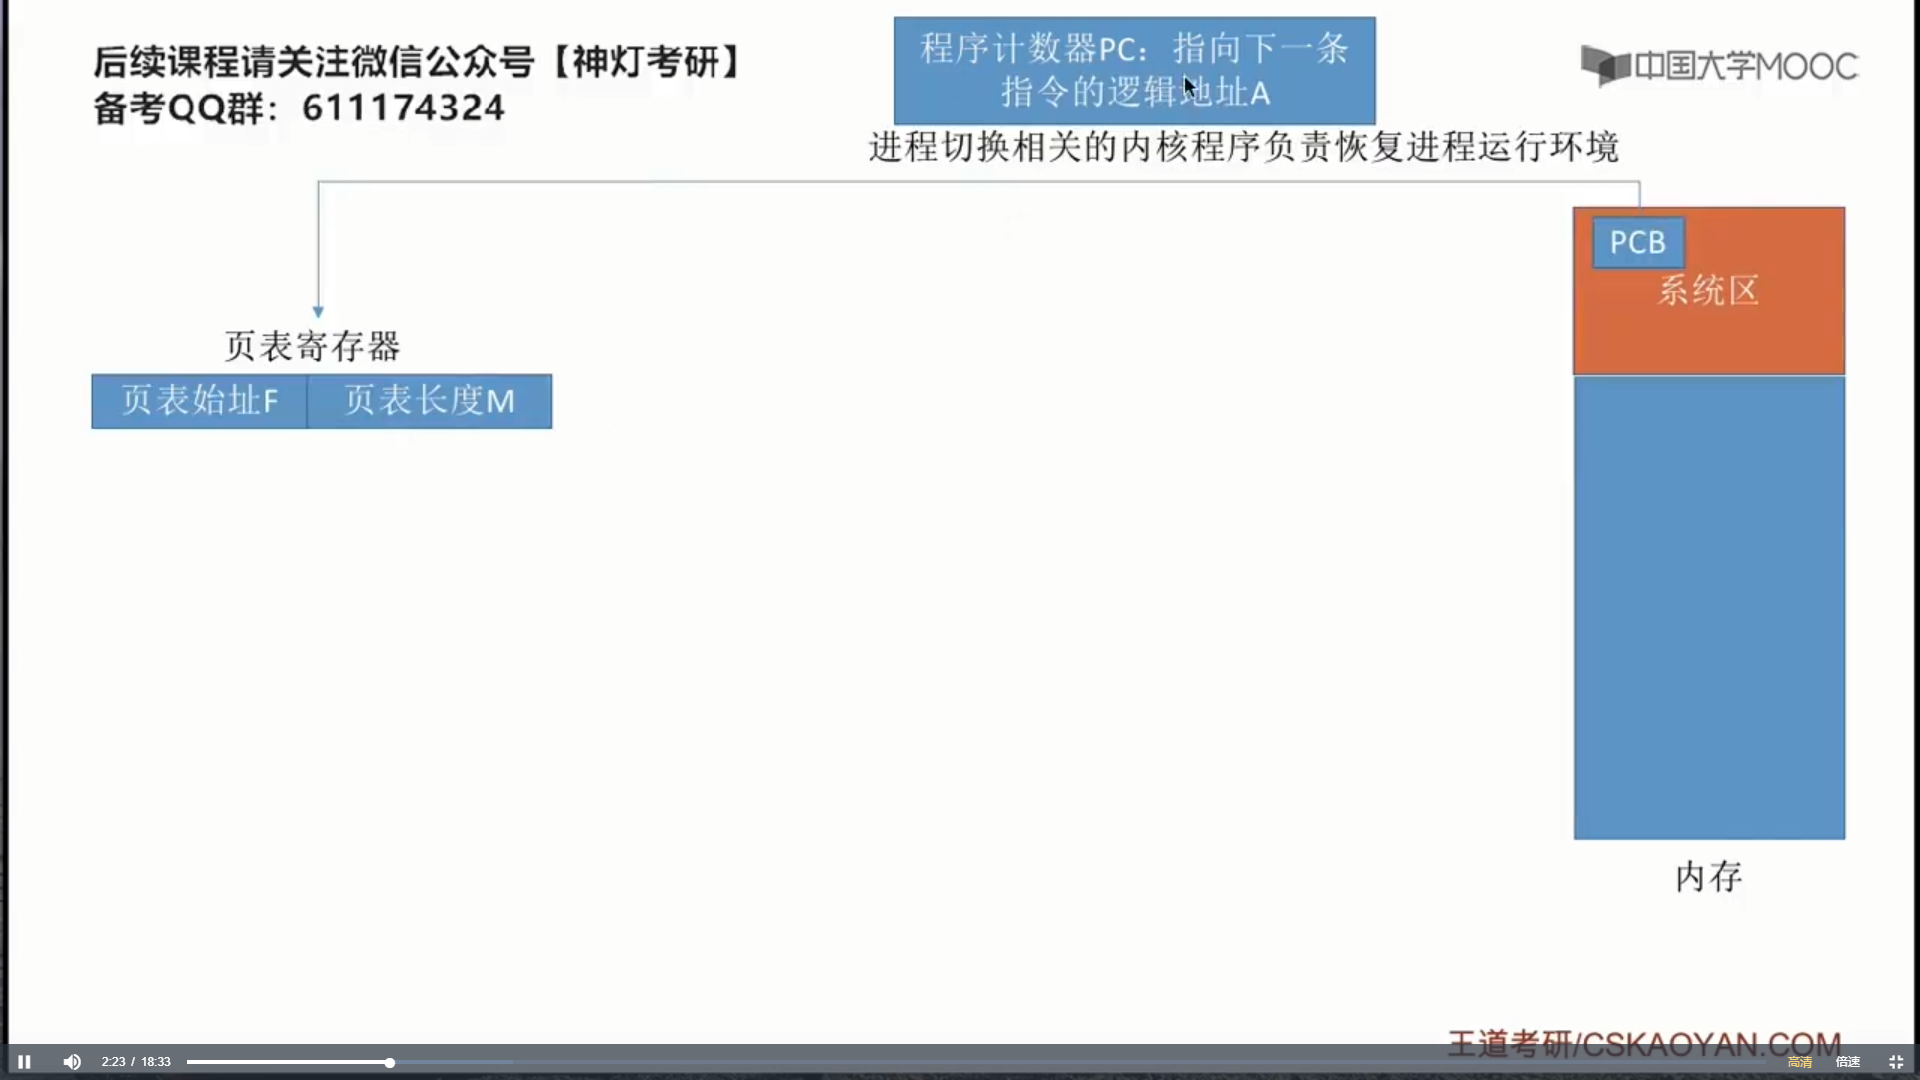 后续课程请关注微信公众号【神灯考研】
备考QQ群：611174324
程序计数器PC：指向下一条
指令的逻辑地址A
中国大学MOOC
进程切换相关的内核程序负责恢复进程运行环境
PCB
系统区
页表寄存器
页表始址F
页表长度M
内存
王道考研/CSKAOYAN.COM
2:23 / 18:33
高清
倍速